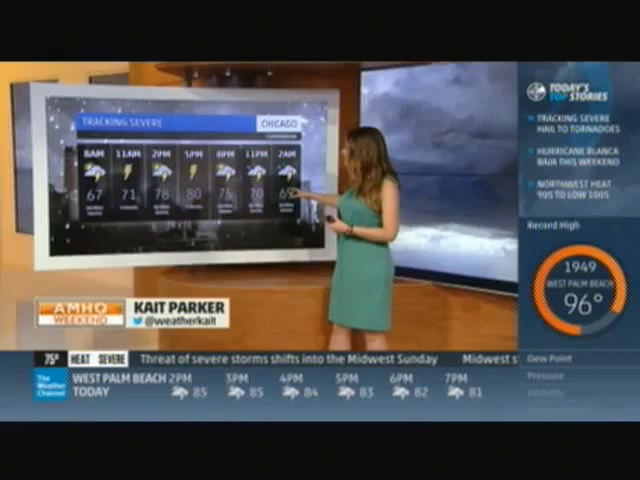 TRACKING SEVERE
CHICAGO
8AM 11AM 2PM 5PM 8PM 11PM 2AM
67 71 78 80 75 70 69
AMHQ
WEEKEND
KAIT PARKER
@weatherkait
TODAY'S
TOP STORIES
TRACKING SEVERE
HAIL TO TORNADOES
HURRICANE BLANCA
BAJA THIS WEEKEND
NORTHWEST HEAT
90S TO LOW 100S
Record High
1949
WEST PALM BEACH
96°
Dew Point
Pressure
75° HEAT SEVERE Threat of severe storms shifts into the Midwest Sunday Midwest s
The
Weather
Channel
WEST PALM BEACH 2PM 3PM 4PM 5PM 6PM 7PM
TODAY 85 85 84 83 82 81